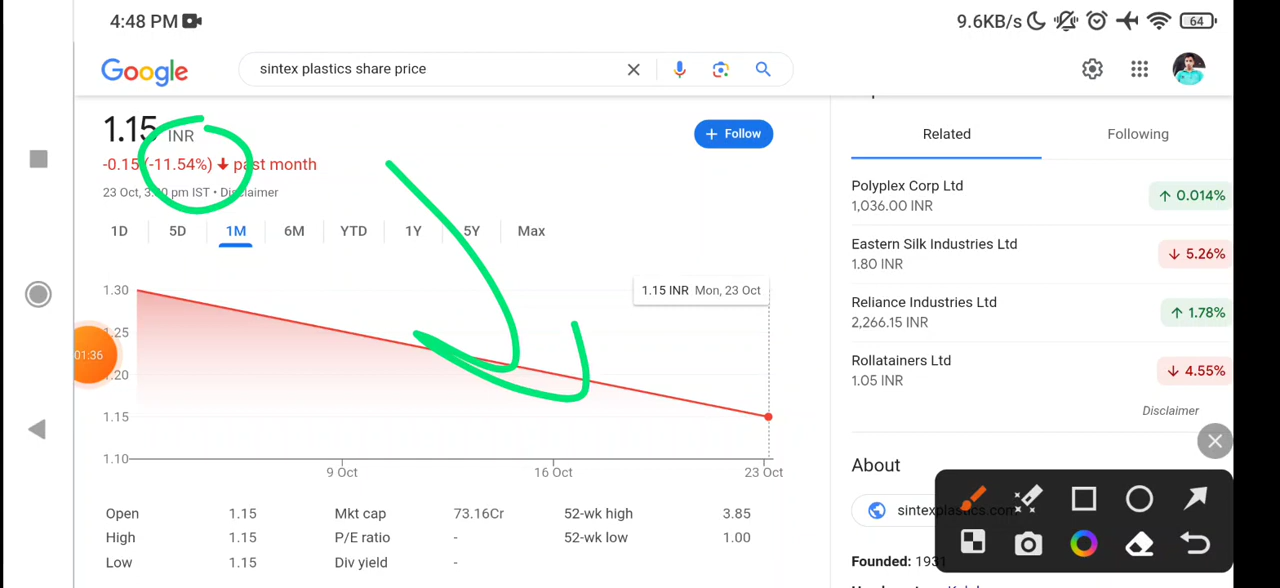 4:48 PM 9.6KB/s 64
Google sintex plastics share price
1.15 INR
-0.15 (-11.54%) past month
23 Oct, 3: 0 pm IST • Disclaimer
+ Follow
1D 5D 1M 6M YTD 1Y 5Y Max
1.15 INR Mon, 23 Oct
1.30
1.25
1.20
1.15
1.10
9 Oct 16 Oct 23 Oct
01:36
Open 1.15 Mkt cap 73.16Cr 52-wk high 3.85
High 1.15 P/E ratio - 52-wk low 1.00
Low 1.15 Div yield -
Related Following
Polyplex Corp Ltd
1,036.00 INR 0.014%
Eastern Silk Industries Ltd
1.80 INR 5.26%
Reliance Industries Ltd
2,266.15 INR 1.78%
Rollatainers Ltd
1.05 INR 4.55%
Disclaimer
About
sintexplastics.com
Founded: 1931